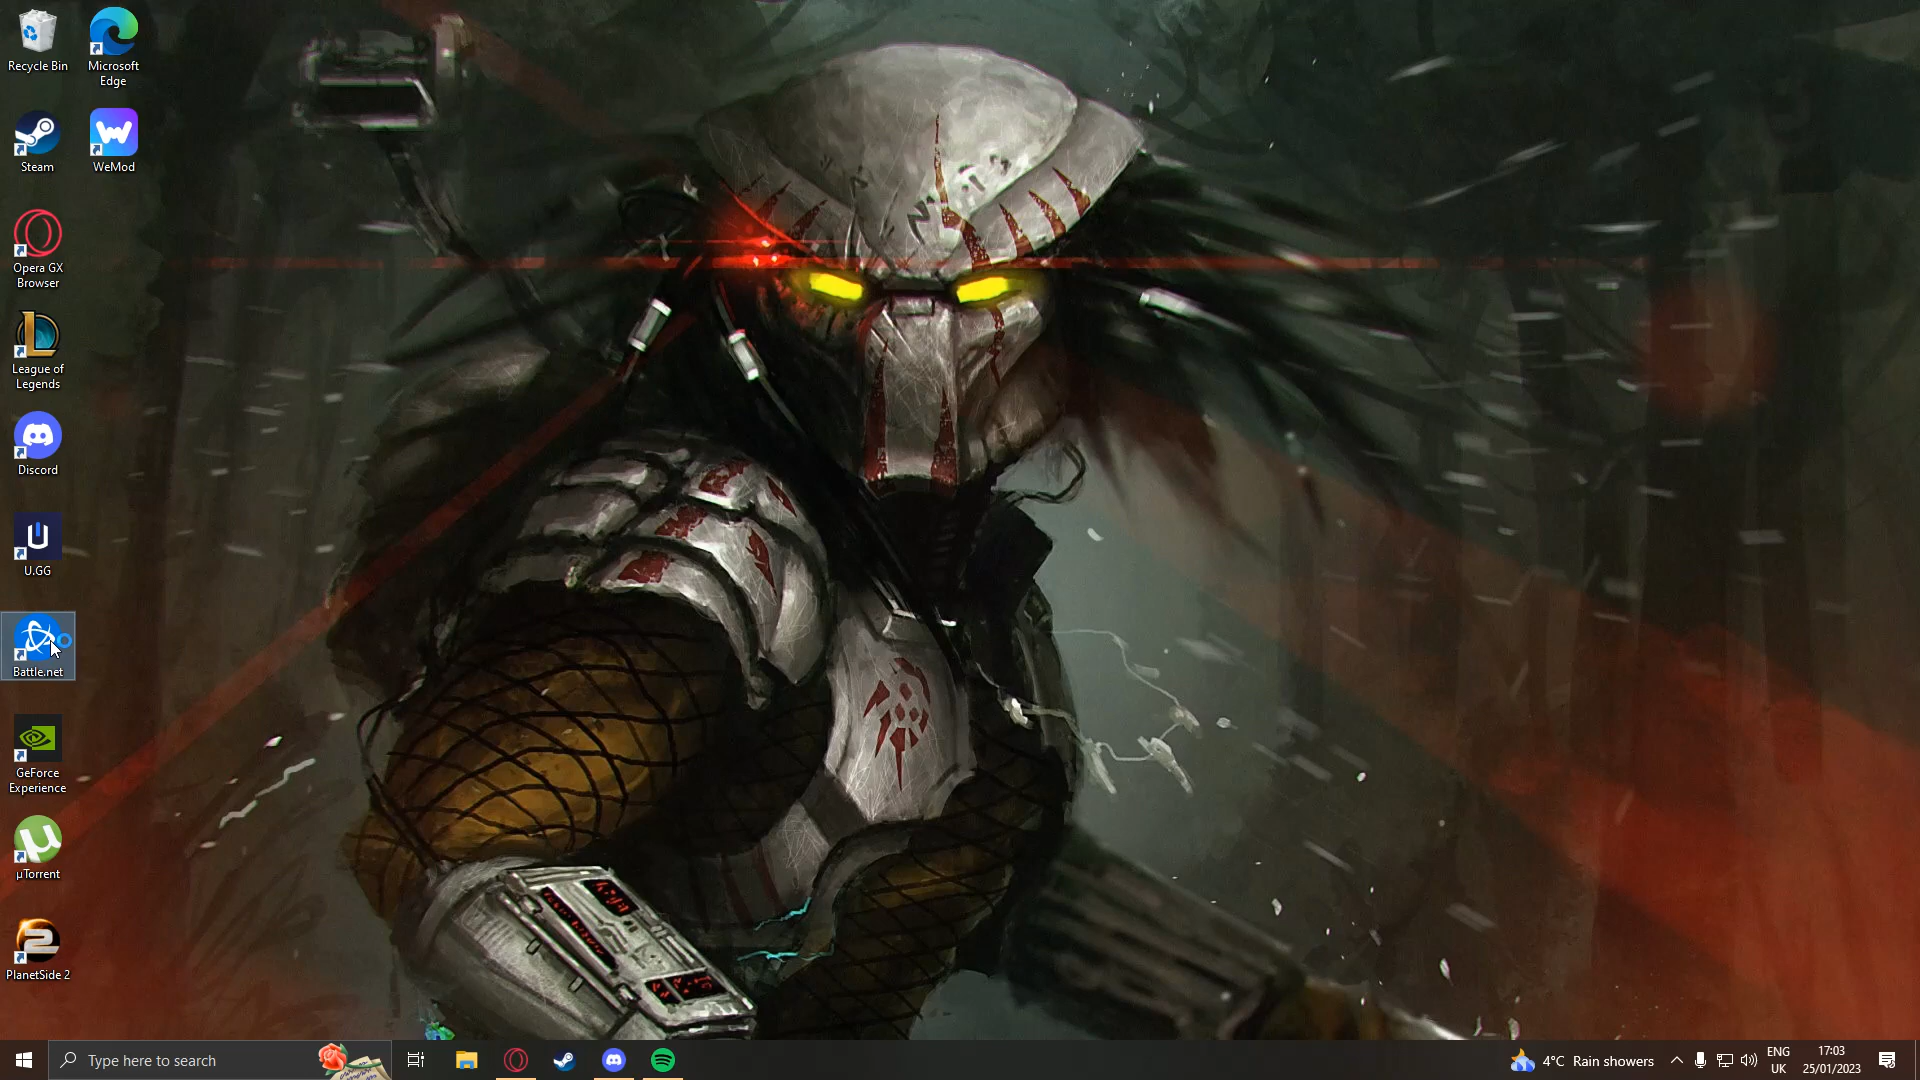 Recycle Bin
Microsoft
Edge
Steam
WeMod
Opera GX
Browser
League of
Legends
Discord
U.GG
Battle.net
GeForce
Experience
µTorrent
PlanetSide 2
Type here to search
4°C Rain showers
ENG
UK
17:03
25/01/2023